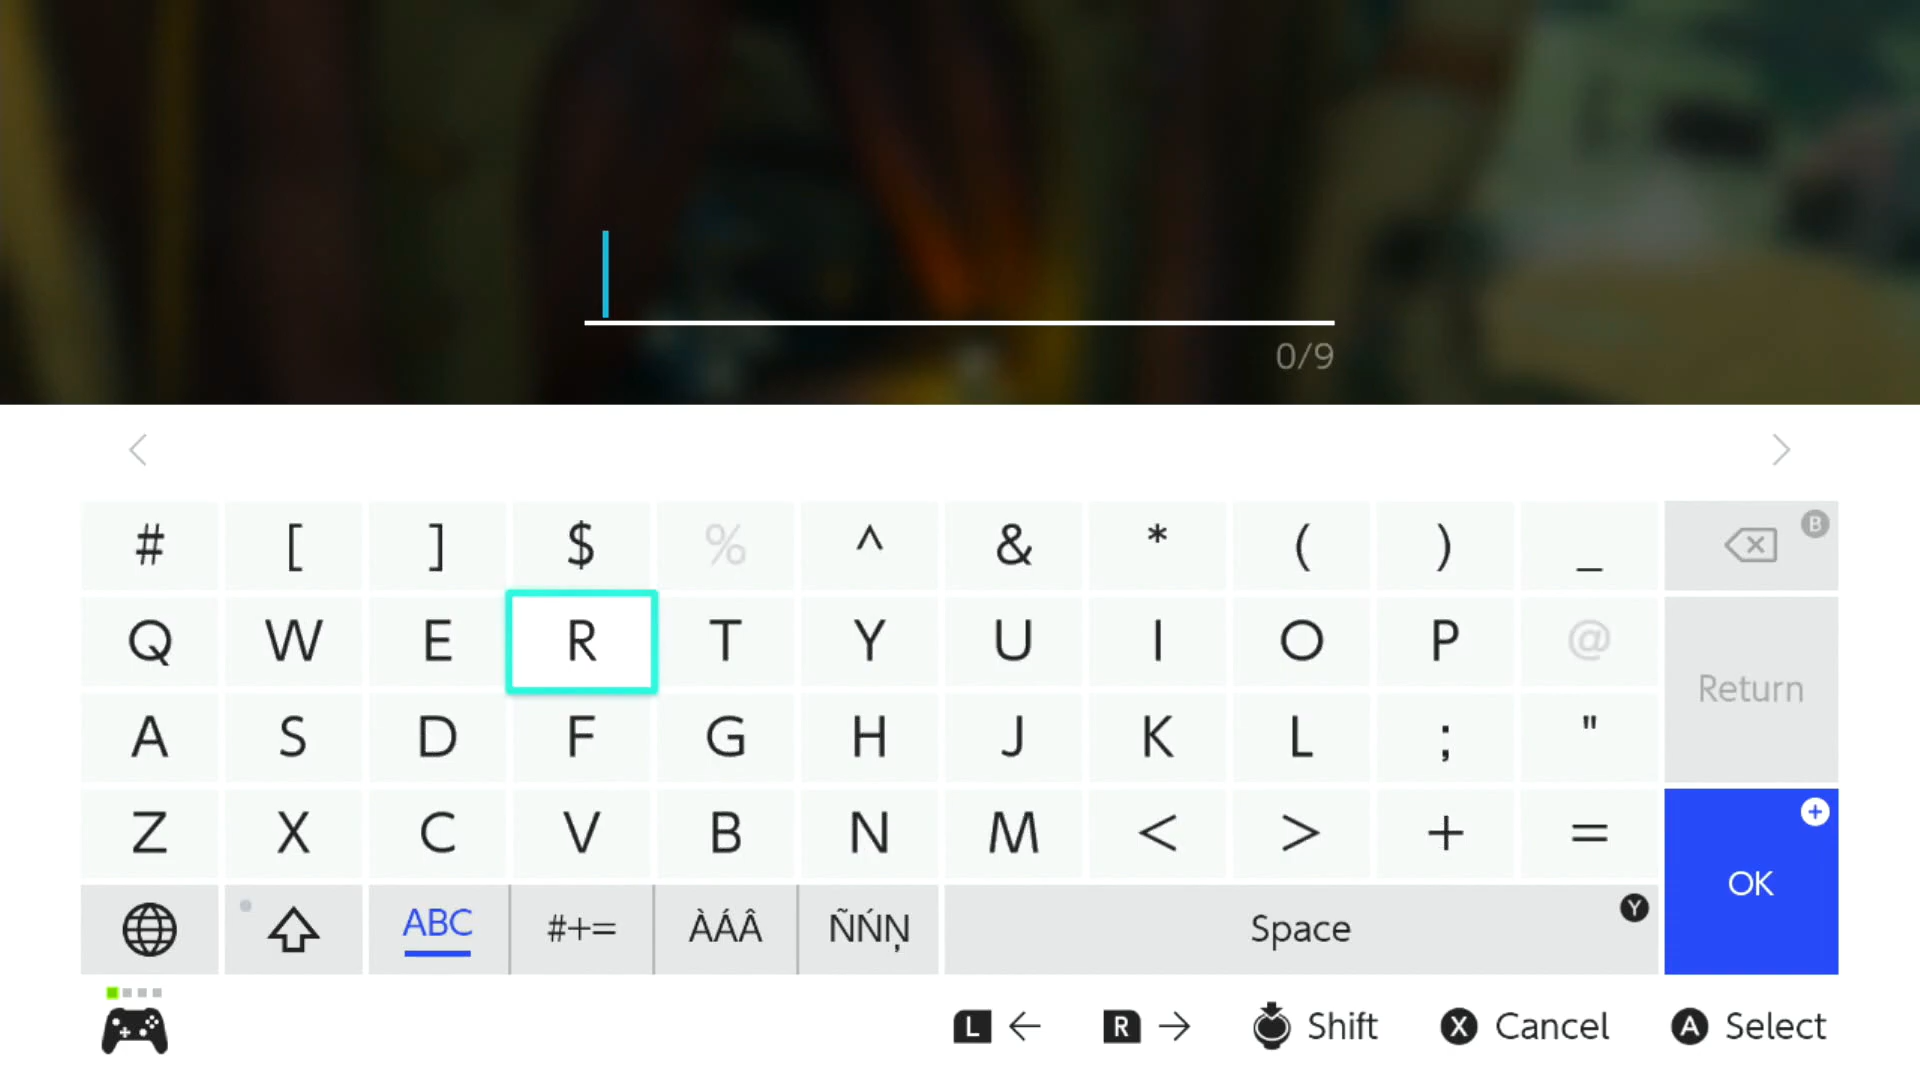 0/9
# [ ] $ % ^ & * ( ) _ B
Q W E R T Y U I O P @
Return
A S D F G H J K L ; "
Z X C V B N M < > + =
OK
ABC #+= ÀÁÂ ÑŃŅ Space Y
L ← R → Shift X Cancel A Select